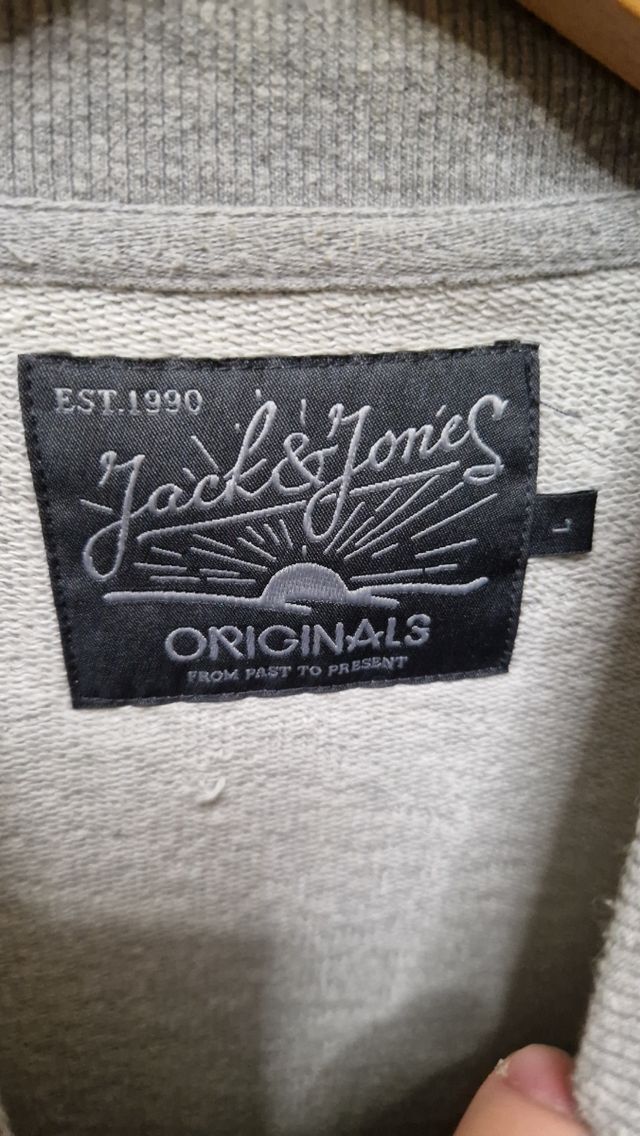 EST.1990
Jack & Jones
L
ORIGINALS
FROM PAST TO PRESENT